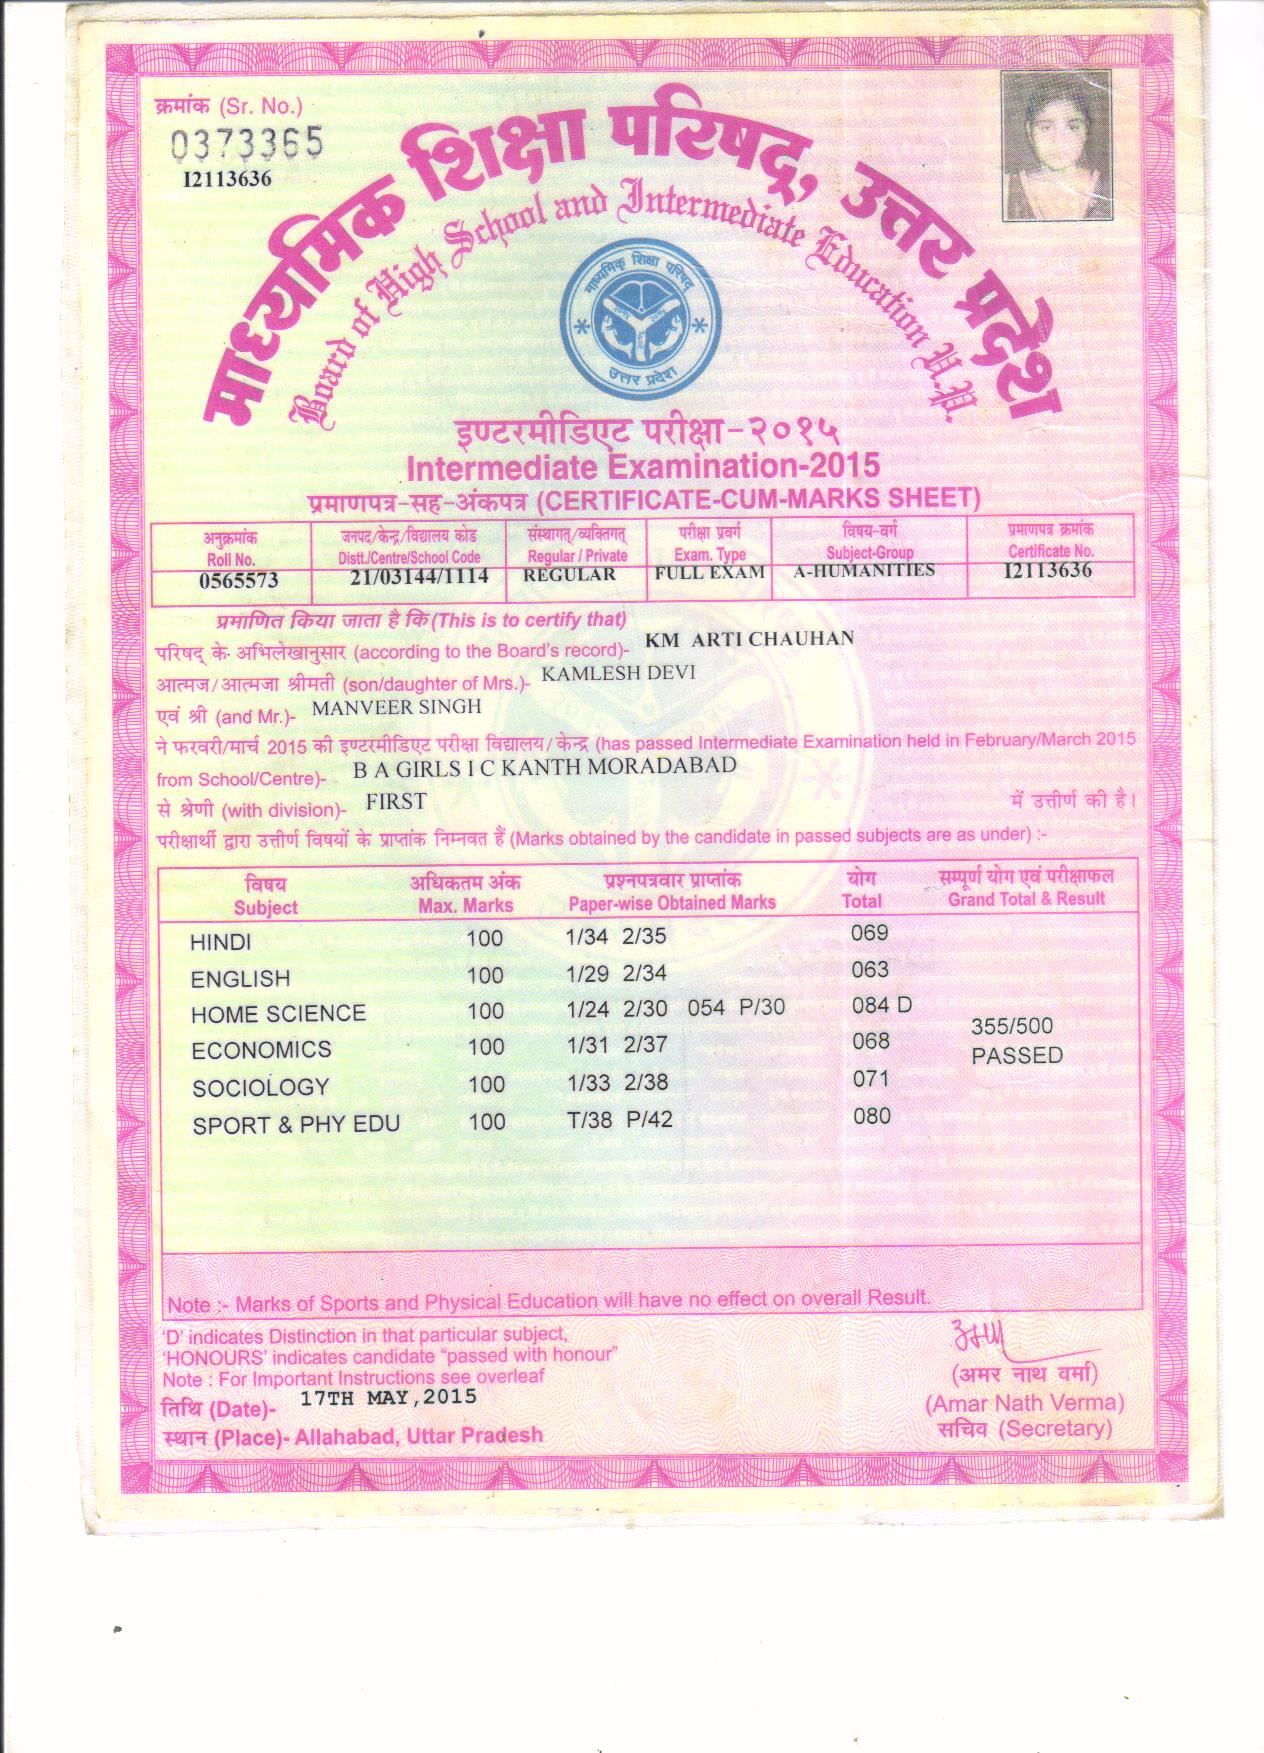 क्रमांक (Sr. No.)
0373365
I2113636
माध्यमिक शिक्षा परिषद्, उत्तर प्रदेश
Board of High School and Intermediate Education U.P.
माध्यमिक शिक्षा परिषद्
उत्तर प्रदेश
इण्टरमीडिएट परीक्षा-२०१५
Intermediate Examination-2015
प्रमाणपत्र-सह-अंकपत्र (CERTIFICATE-CUM-MARKS SHEET)
अनुक्रमांक जनपद/केन्द्र/विद्यालय कोड संस्थागत्/व्यक्तिगत् परीक्षा प्रवर्ग विषय-वर्ग प्रमाणपत्र क्रमांक
Roll No. Distt./Centre/School Code Regular / Private Exam. Type Subject-Group Certificate No.
0565573 21/03144/1114 REGULAR FULL EXAM A-HUMANITIES I2113636
प्रमाणित किया जाता है कि (This is to certify that)
परिषद् के अभिलेखानुसार (according to the Board's record)- KM ARTI CHAUHAN
आत्मज/आत्मजा श्रीमती (son/daughter of Mrs.)- KAMLESH DEVI
एवं श्री (and Mr.)- MANVEER SINGH
ने फरवरी/मार्च 2015 की इण्टरमीडिएट परीक्षा विद्यालय/केन्द्र (has passed Intermediate Examination held in February/March 2015
from School/Centre)- B A GIRLS I C KANTH MORADABAD
से श्रेणी (with division)- FIRST में उत्तीर्ण की है।
परीक्षार्थी द्वारा उत्तीर्ण विषयों के प्राप्तांक निम्नवत हैं (Marks obtained by the candidate in passed subjects are as under) :-
विषय अधिकतम अंक प्रश्नपत्रवार प्राप्तांक योग सम्पूर्ण योग एवं परीक्षाफल
Subject Max. Marks Paper-wise Obtained Marks Total Grand Total & Result
HINDI 100 1/34 2/35 069
ENGLISH 100 1/29 2/34 063
HOME SCIENCE 100 1/24 2/30 054 P/30 084 D
355/500
ECONOMICS 100 1/31 2/37 068
PASSED
SOCIOLOGY 100 1/33 2/38 071
SPORT & PHY EDU 100 T/38 P/42 080
Note :- Marks of Sports and Physical Education will have no effect on overall Result.
'D' indicates Distinction in that particular subject,
'HONOURS' indicates candidate "passed with honour"
Note : For Important Instructions see overleaf
तिथि (Date)- 17TH MAY,2015
स्थान (Place)- Allahabad, Uttar Pradesh
(अमर नाथ वर्मा)
(Amar Nath Verma)
सचिव (Secretary)